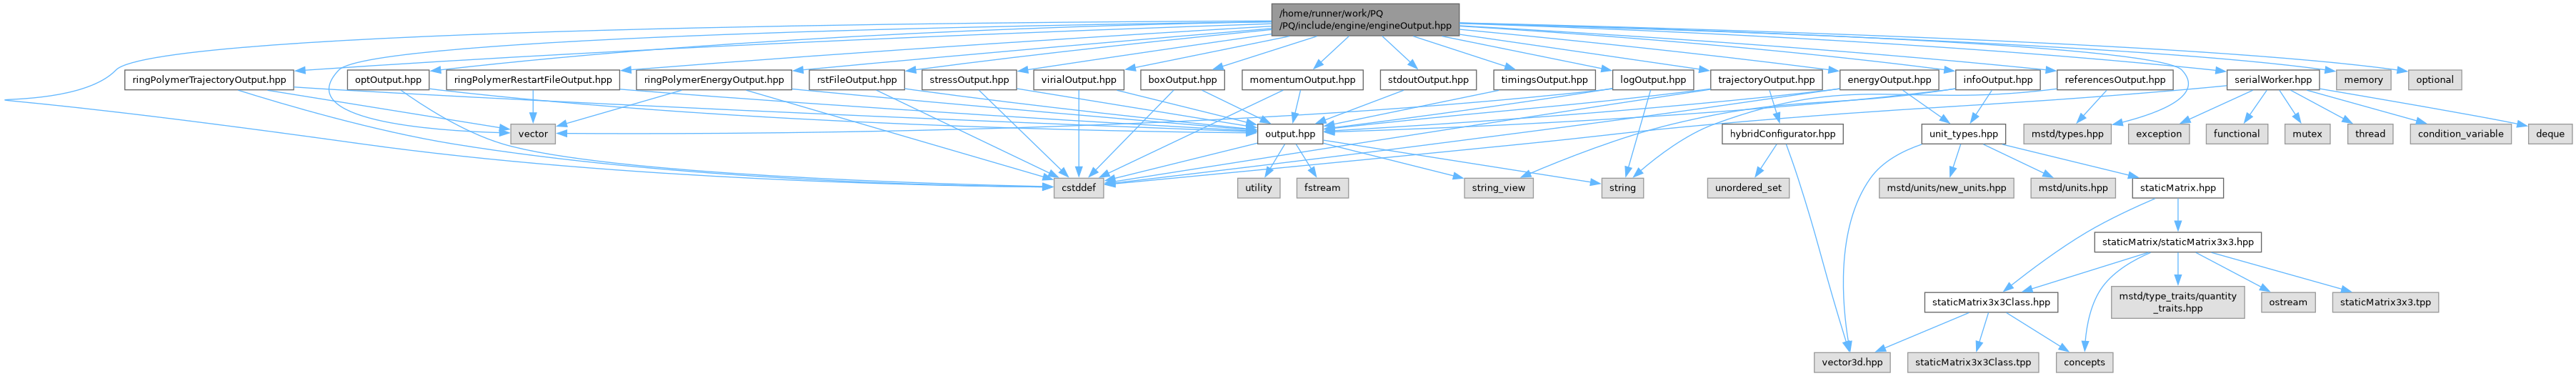 /home/runner/work/PQ
/PQ/include/engine/engineOutput.hpp
ringPolymerTrajectoryOutput.hpp
optOutput.hpp
ringPolymerRestartFileOutput.hpp
ringPolymerEnergyOutput.hpp
rstFileOutput.hpp
stressOutput.hpp
virialOutput.hpp
boxOutput.hpp
momentumOutput.hpp
stdoutOutput.hpp
timingsOutput.hpp
logOutput.hpp
trajectoryOutput.hpp
energyOutput.hpp
infoOutput.hpp
referencesOutput.hpp
serialWorker.hpp
memory
optional
vector
output.hpp
hybridConfigurator.hpp
unit_types.hpp
mstd/types.hpp
exception
functional
mutex
thread
condition_variable
deque
cstddef
utility
fstream
string_view
string
unordered_set
mstd/units/new_units.hpp
mstd/units.hpp
staticMatrix.hpp
staticMatrix/staticMatrix3x3.hpp
staticMatrix3x3Class.hpp
mstd/type_traits/quantity
_traits.hpp
ostream
staticMatrix3x3.tpp
vector3d.hpp
staticMatrix3x3Class.tpp
concepts